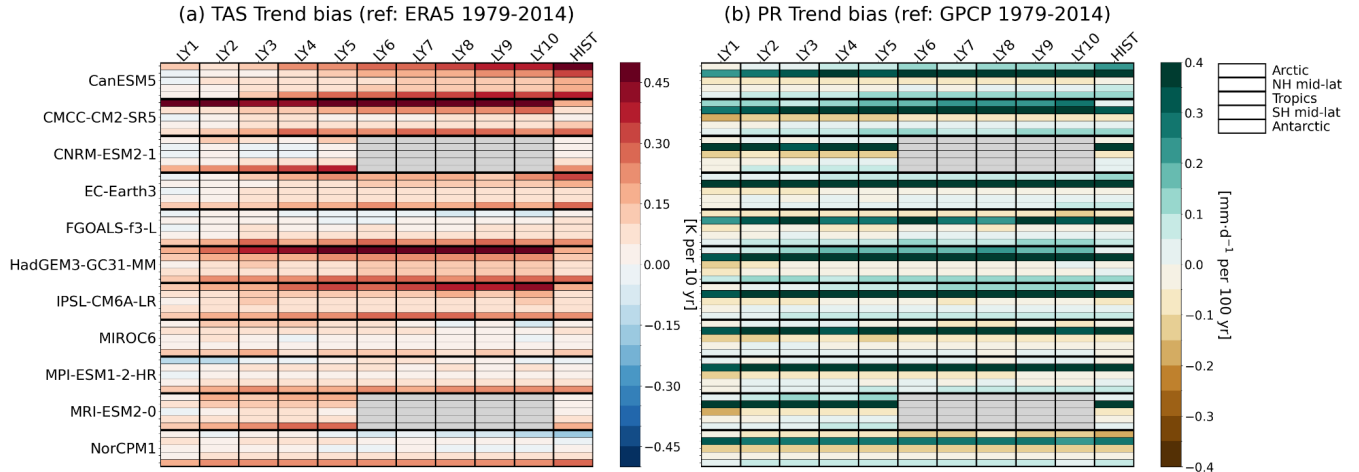 (a) TAS Trend bias (ref: ERA5 1979-2014)
LY1 LY2 LY3 LY4 LY5 LY6 LY7 LY8 LY9 LY10 HIST
CanESM5
CMCC-CM2-SR5
CNRM-ESM2-1
EC-Earth3
FGOALS-f3-L
HadGEM3-GC31-MM
IPSL-CM6A-LR
MIROC6
MPI-ESM1-2-HR
MRI-ESM2-0
NorCPM1
0.45
0.30
0.15
0.00
−0.15
−0.30
−0.45
[K per 10 yr]
(b) PR Trend bias (ref: GPCP 1979-2014)
LY1 LY2 LY3 LY4 LY5 LY6 LY7 LY8 LY9 LY10 HIST
0.4
0.3
0.2
0.1
0.0
−0.1
−0.2
−0.3
−0.4
[mm·d⁻¹ per 100 yr]
Arctic
NH mid-lat
Tropics
SH mid-lat
Antarctic